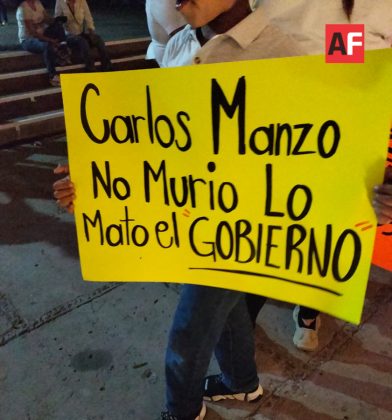 AF
Carlos Manzo
No Murio Lo
Mato el "GOBIERNO"